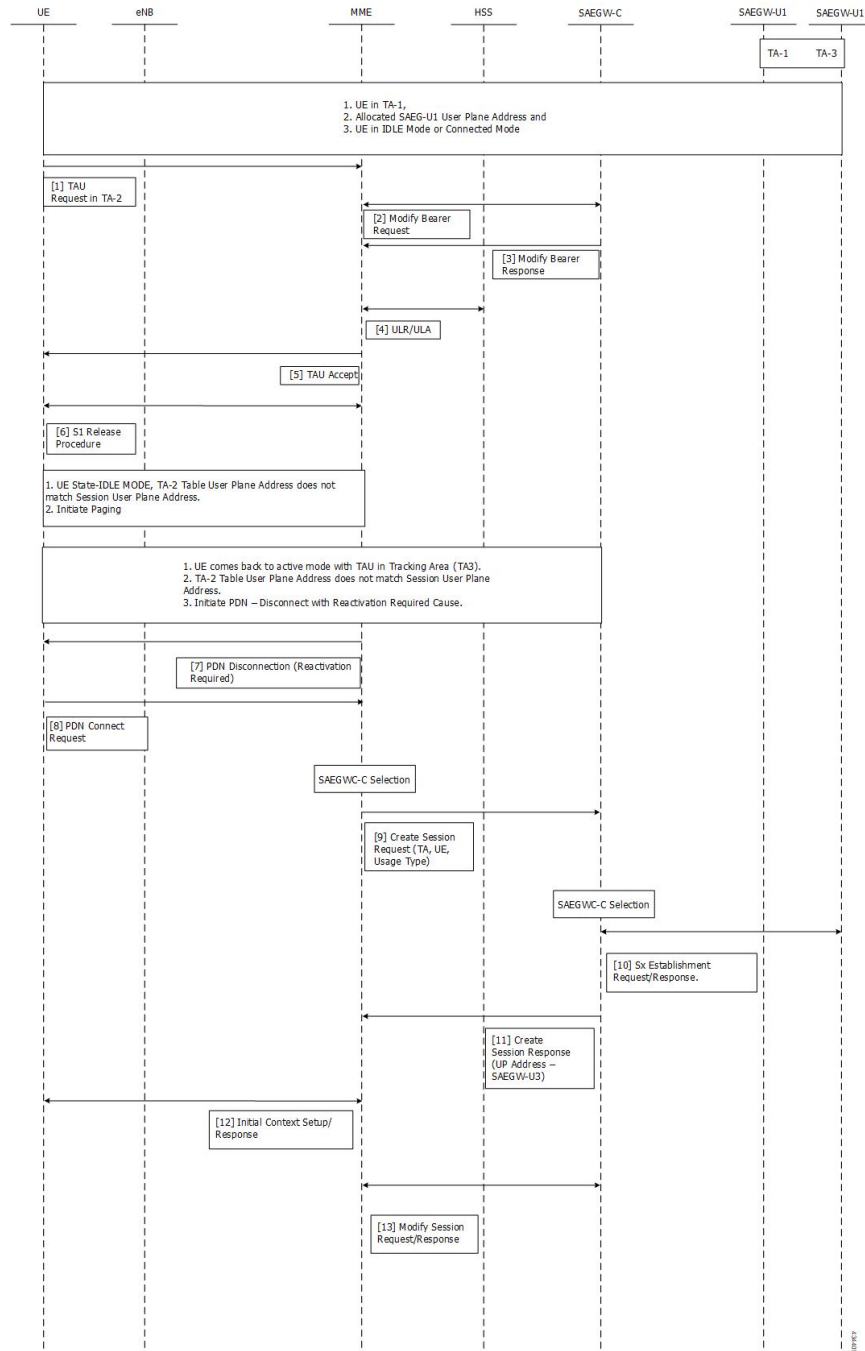 UE
eNB
MME
HSS
SAEGW-C
SAEGW-U1
SAEGW-U1
TA-1
TA-3
1. UE in TA-1,
2. Allocated SAEG-U1 User Plane Address and
3. UE in IDLE Mode or Connected Mode
[1] TAU
Request in TA-2
[2] Modify Bearer
Request
[3] Modify Bearer
Response
[4] ULR/ULA
[5] TAU Accept
[6] S1 Release
Procedure
1. UE State-IDLE MODE, TA-2 Table User Plane Address does not
match Session User Plane Address.
2. Initiate Paging
1. UE comes back to active mode with TAU in Tracking Area (TA3).
2. TA-2 Table User Plane Address does not match Session User Plane
Address.
3. Initiate PDN – Disconnect with Reactivation Required Cause.
[7] PDN Disconnection (Reactivation
Required)
[8] PDN Connect
Request
SAEGWC-C Selection
[9] Create Session
Request (TA, UE,
Usage Type)
SAEGWC-C Selection
[10] Sx Establishment
Request/Response.
[11] Create
Session Response
(UP Address –
SAEGW-U3)
[12] Initial Context Setup/
Response
[13] Modify Session
Request/Response